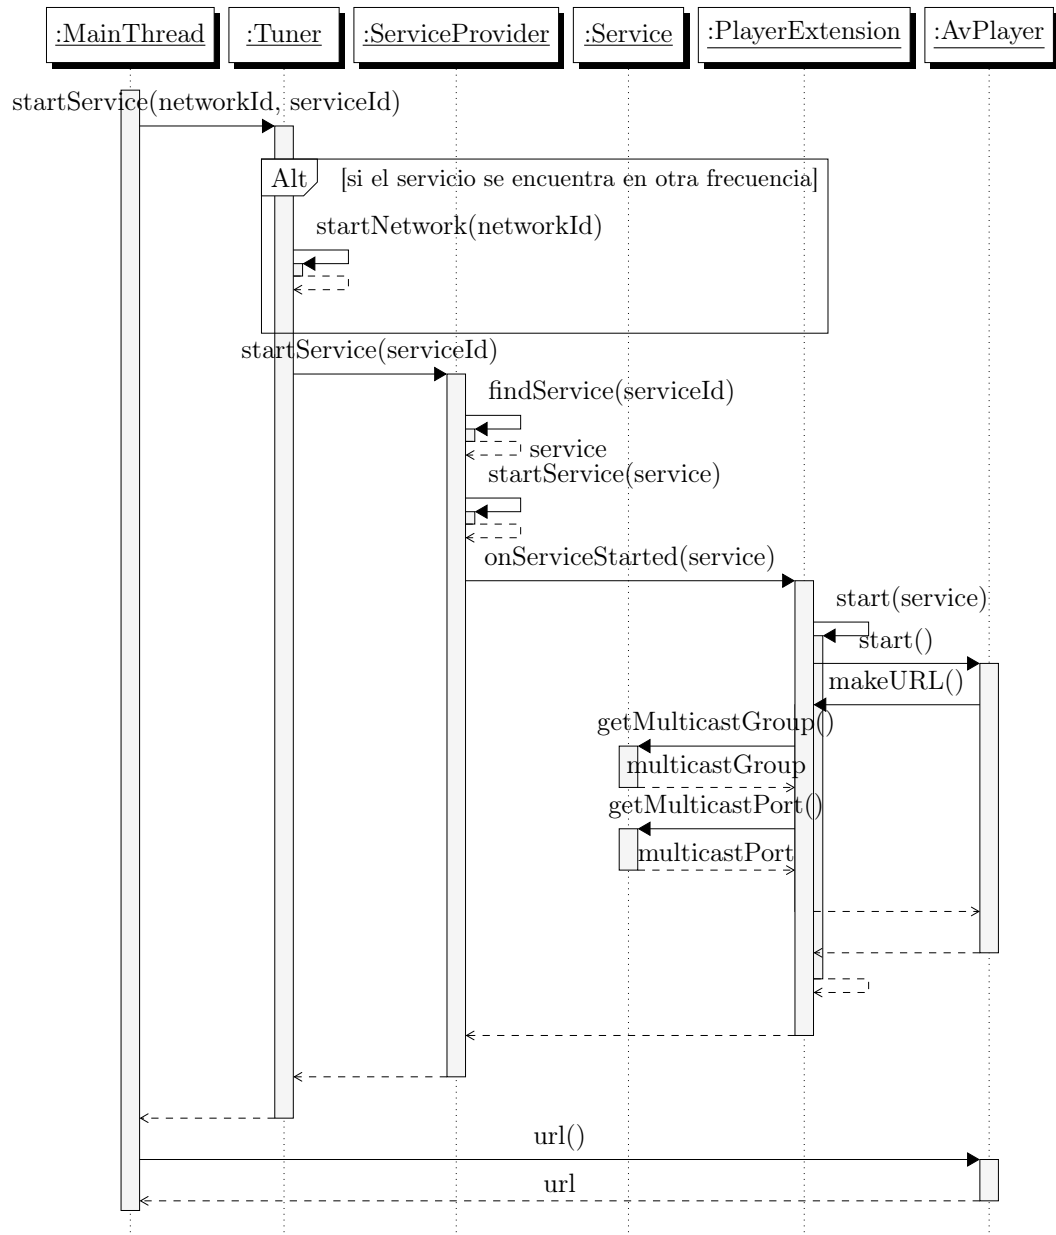 :MainThread
:Tuner
:ServiceProvider
:Service
:PlayerExtension
:AvPlayer
startService(networkId, serviceId)
Alt
[si el servicio se encuentra en otra frecuencia]
startNetwork(networkId)
startService(serviceId)
findService(serviceId)
service
startService(service)
onServiceStarted(service)
start(service)
start()
makeURL()
getMulticastGroup()
multicastGroup
getMulticastPort()
multicastPort
url()
url